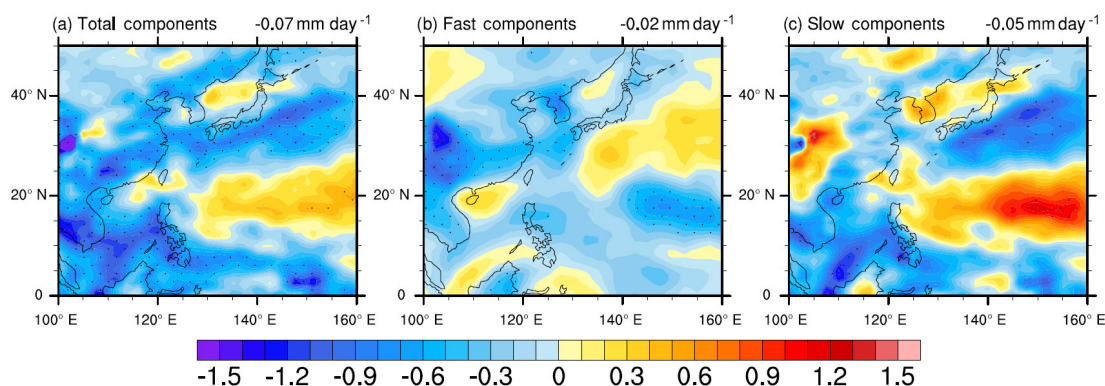 (a) Total components -0.07 mm day-1 (b) Fast components -0.02 mm day-1 (c) Slow components -0.05 mm day-1
40° N 40° N 40° N
20° N 20° N 20° N
0 0 0
100° E 120° E 140° E 160° E 100° E 120° E 140° E 160° E 100° E 120° E 140° E 160° E
-1.5 -1.2 -0.9 -0.6 -0.3 0 0.3 0.6 0.9 1.2 1.5